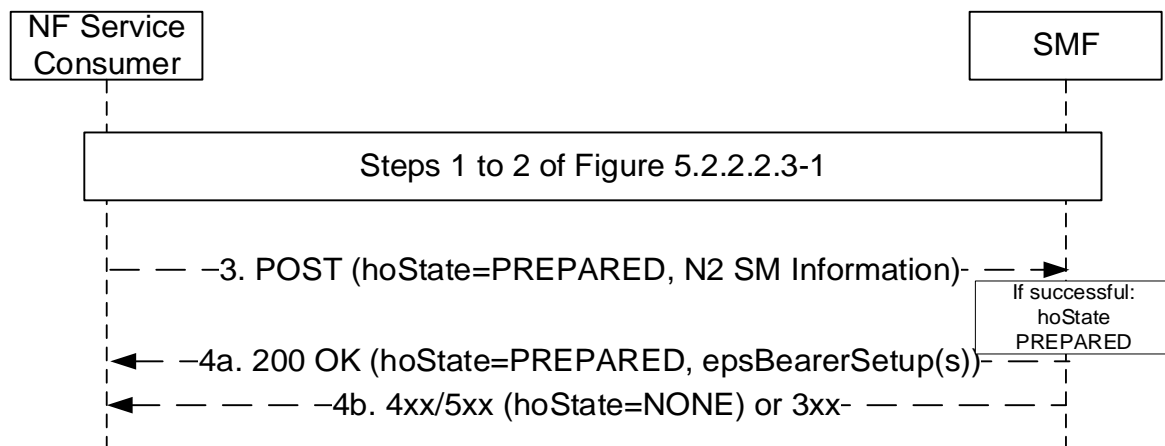 NF Service
Consumer
SMF
Steps 1 to 2 of Figure 5.2.2.2.3-1
3. POST (hoState=PREPARED, N2 SM Information)
If successful:
hoState
PREPARED
4a. 200 OK (hoState=PREPARED, epsBearerSetup(s))
4b. 4xx/5xx (hoState=NONE) or 3xx